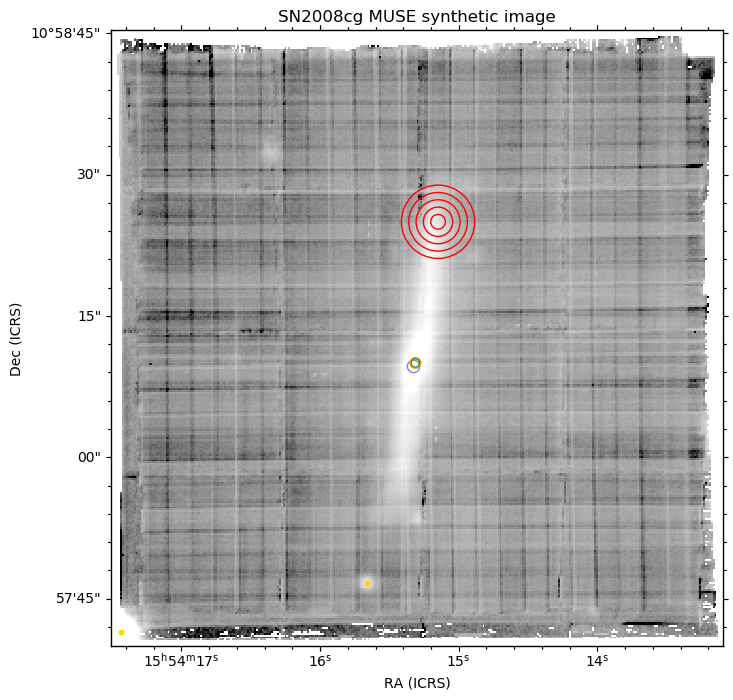 SN2008cg MUSE synthetic image
10°58'45"
30"
15"
00"
57'45"
Dec (ICRS)
15ʰ54ᵐ17ˢ
16ˢ
15ˢ
14ˢ
RA (ICRS)